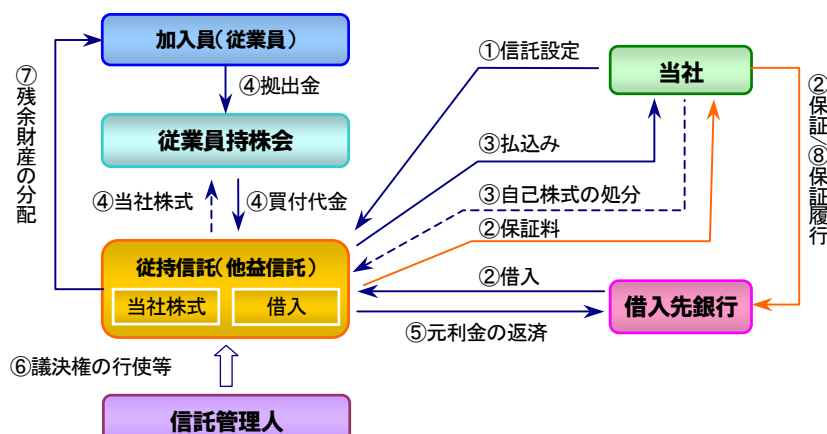 加入員(従業員)
①信託設定
当社
⑦残余財産の分配
④拠出金
②保証/⑧保証履行
従業員持株会
③払込み
④当社株式
④買付代金
③自己株式の処分
②保証料
従持信託(他益信託)
当社株式
借入
②借入
借入先銀行
⑤元利金の返済
⑥議決権の行使等
信託管理人